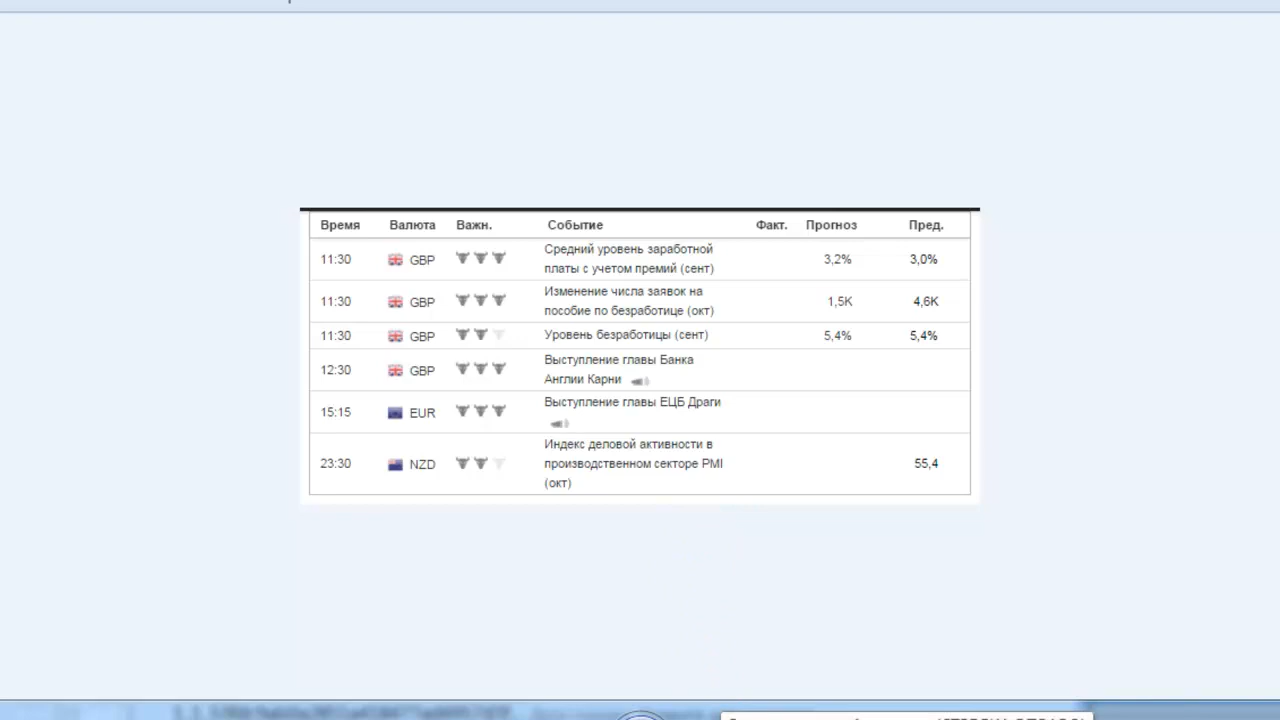 Время Валюта Важн. Событие Факт. Прогноз Пред.
11:30 GBP Средний уровень заработной платы с учетом премий (сент) 3,2% 3,0%
11:30 GBP Изменение числа заявок на пособие по безработице (окт) 1,5K 4,6K
11:30 GBP Уровень безработицы (сент) 5,4% 5,4%
12:30 GBP Выступление главы Банка Англии Карни
15:15 EUR Выступление главы ЕЦБ Драги
23:30 NZD Индекс деловой активности в производственном секторе PMI (окт) 55,4